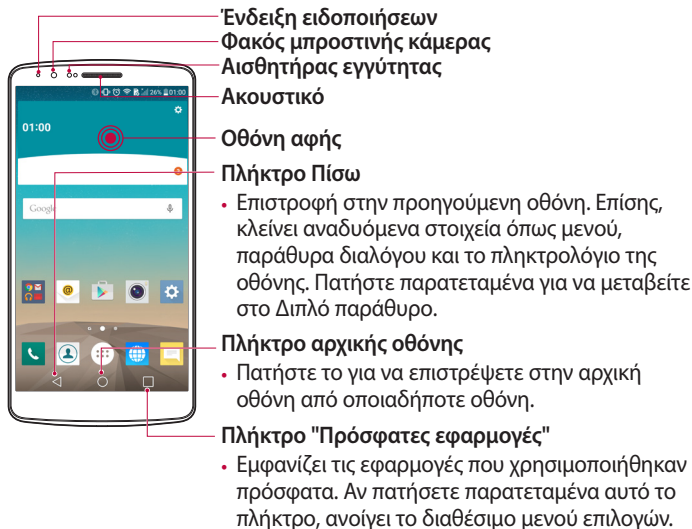 Ένδειξη ειδοποιήσεων
Φακός μπροστινής κάμερας
Αισθητήρας εγγύτητας
Ακουστικό
26% 01:00
01:00
Οθόνη αφής
Πλήκτρο Πίσω
• Επιστροφή στην προηγούμενη οθόνη. Επίσης,
κλείνει αναδυόμενα στοιχεία όπως μενού,
παράθυρα διαλόγου και το πληκτρολόγιο της
οθόνης. Πατήστε παρατεταμένα για να μεταβείτε
στο Διπλό παράθυρο.
Google
Πλήκτρο αρχικής οθόνης
• Πατήστε το για να επιστρέψετε στην αρχική
οθόνη από οποιαδήποτε οθόνη.
Πλήκτρο "Πρόσφατες εφαρμογές"
• Εμφανίζει τις εφαρμογές που χρησιμοποιήθηκαν
πρόσφατα. Αν πατήσετε παρατεταμένα αυτό το
πλήκτρο, ανοίγει το διαθέσιμο μενού επιλογών.